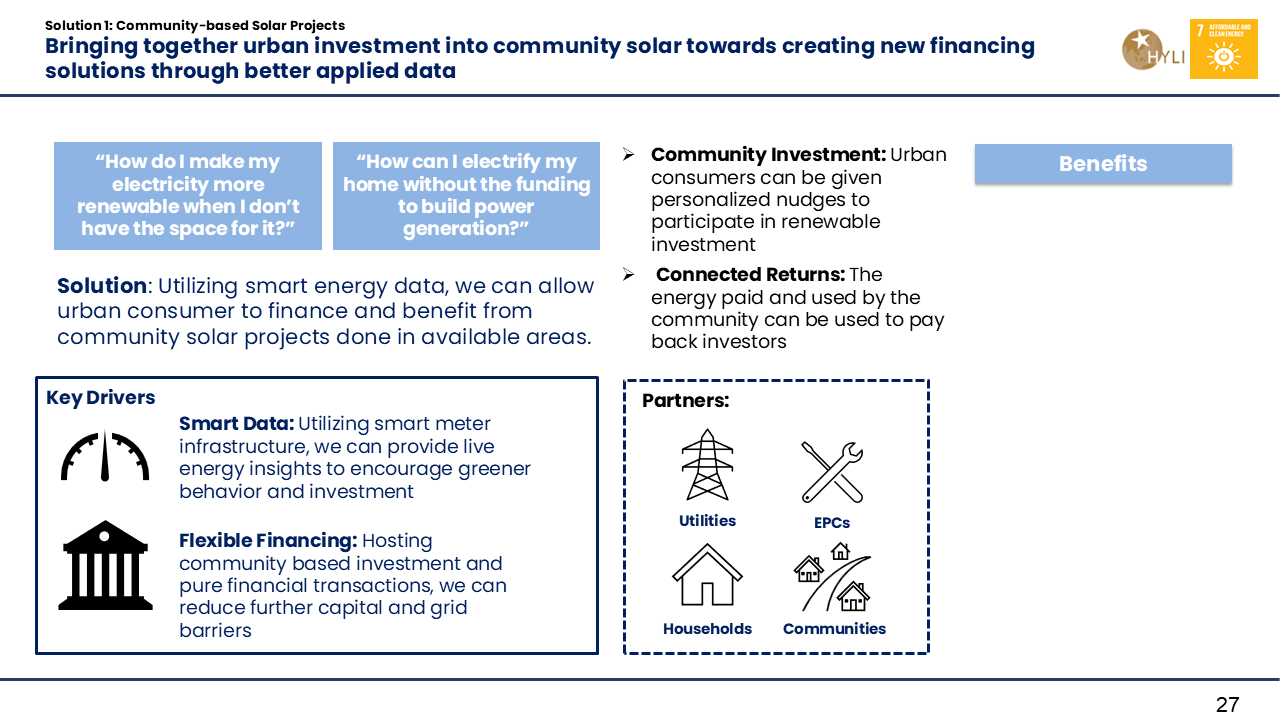 Solution 1: Community-based Solar Projects
Bringing together urban investment into community solar towards creating new financing
solutions through better applied data
HYLI
7 AFFORDABLE AND
CLEAN ENERGY
“How do I make my
electricity more
renewable when I don’t
have the space for it?”
“How can I electrify my
home without the funding
to build power
generation?”
Solution: Utilizing smart energy data, we can allow
urban consumer to finance and benefit from
community solar projects done in available areas.
Key Drivers
Smart Data: Utilizing smart meter
infrastructure, we can provide live
energy insights to encourage greener
behavior and investment
Flexible Financing: Hosting
community based investment and
pure financial transactions, we can
reduce further capital and grid
barriers
Community Investment: Urban
consumers can be given
personalized nudges to
participate in renewable
investment
Connected Returns: The
energy paid and used by the
community can be used to pay
back investors
Partners:
Utilities
EPCs
Households
Communities
Benefits
27